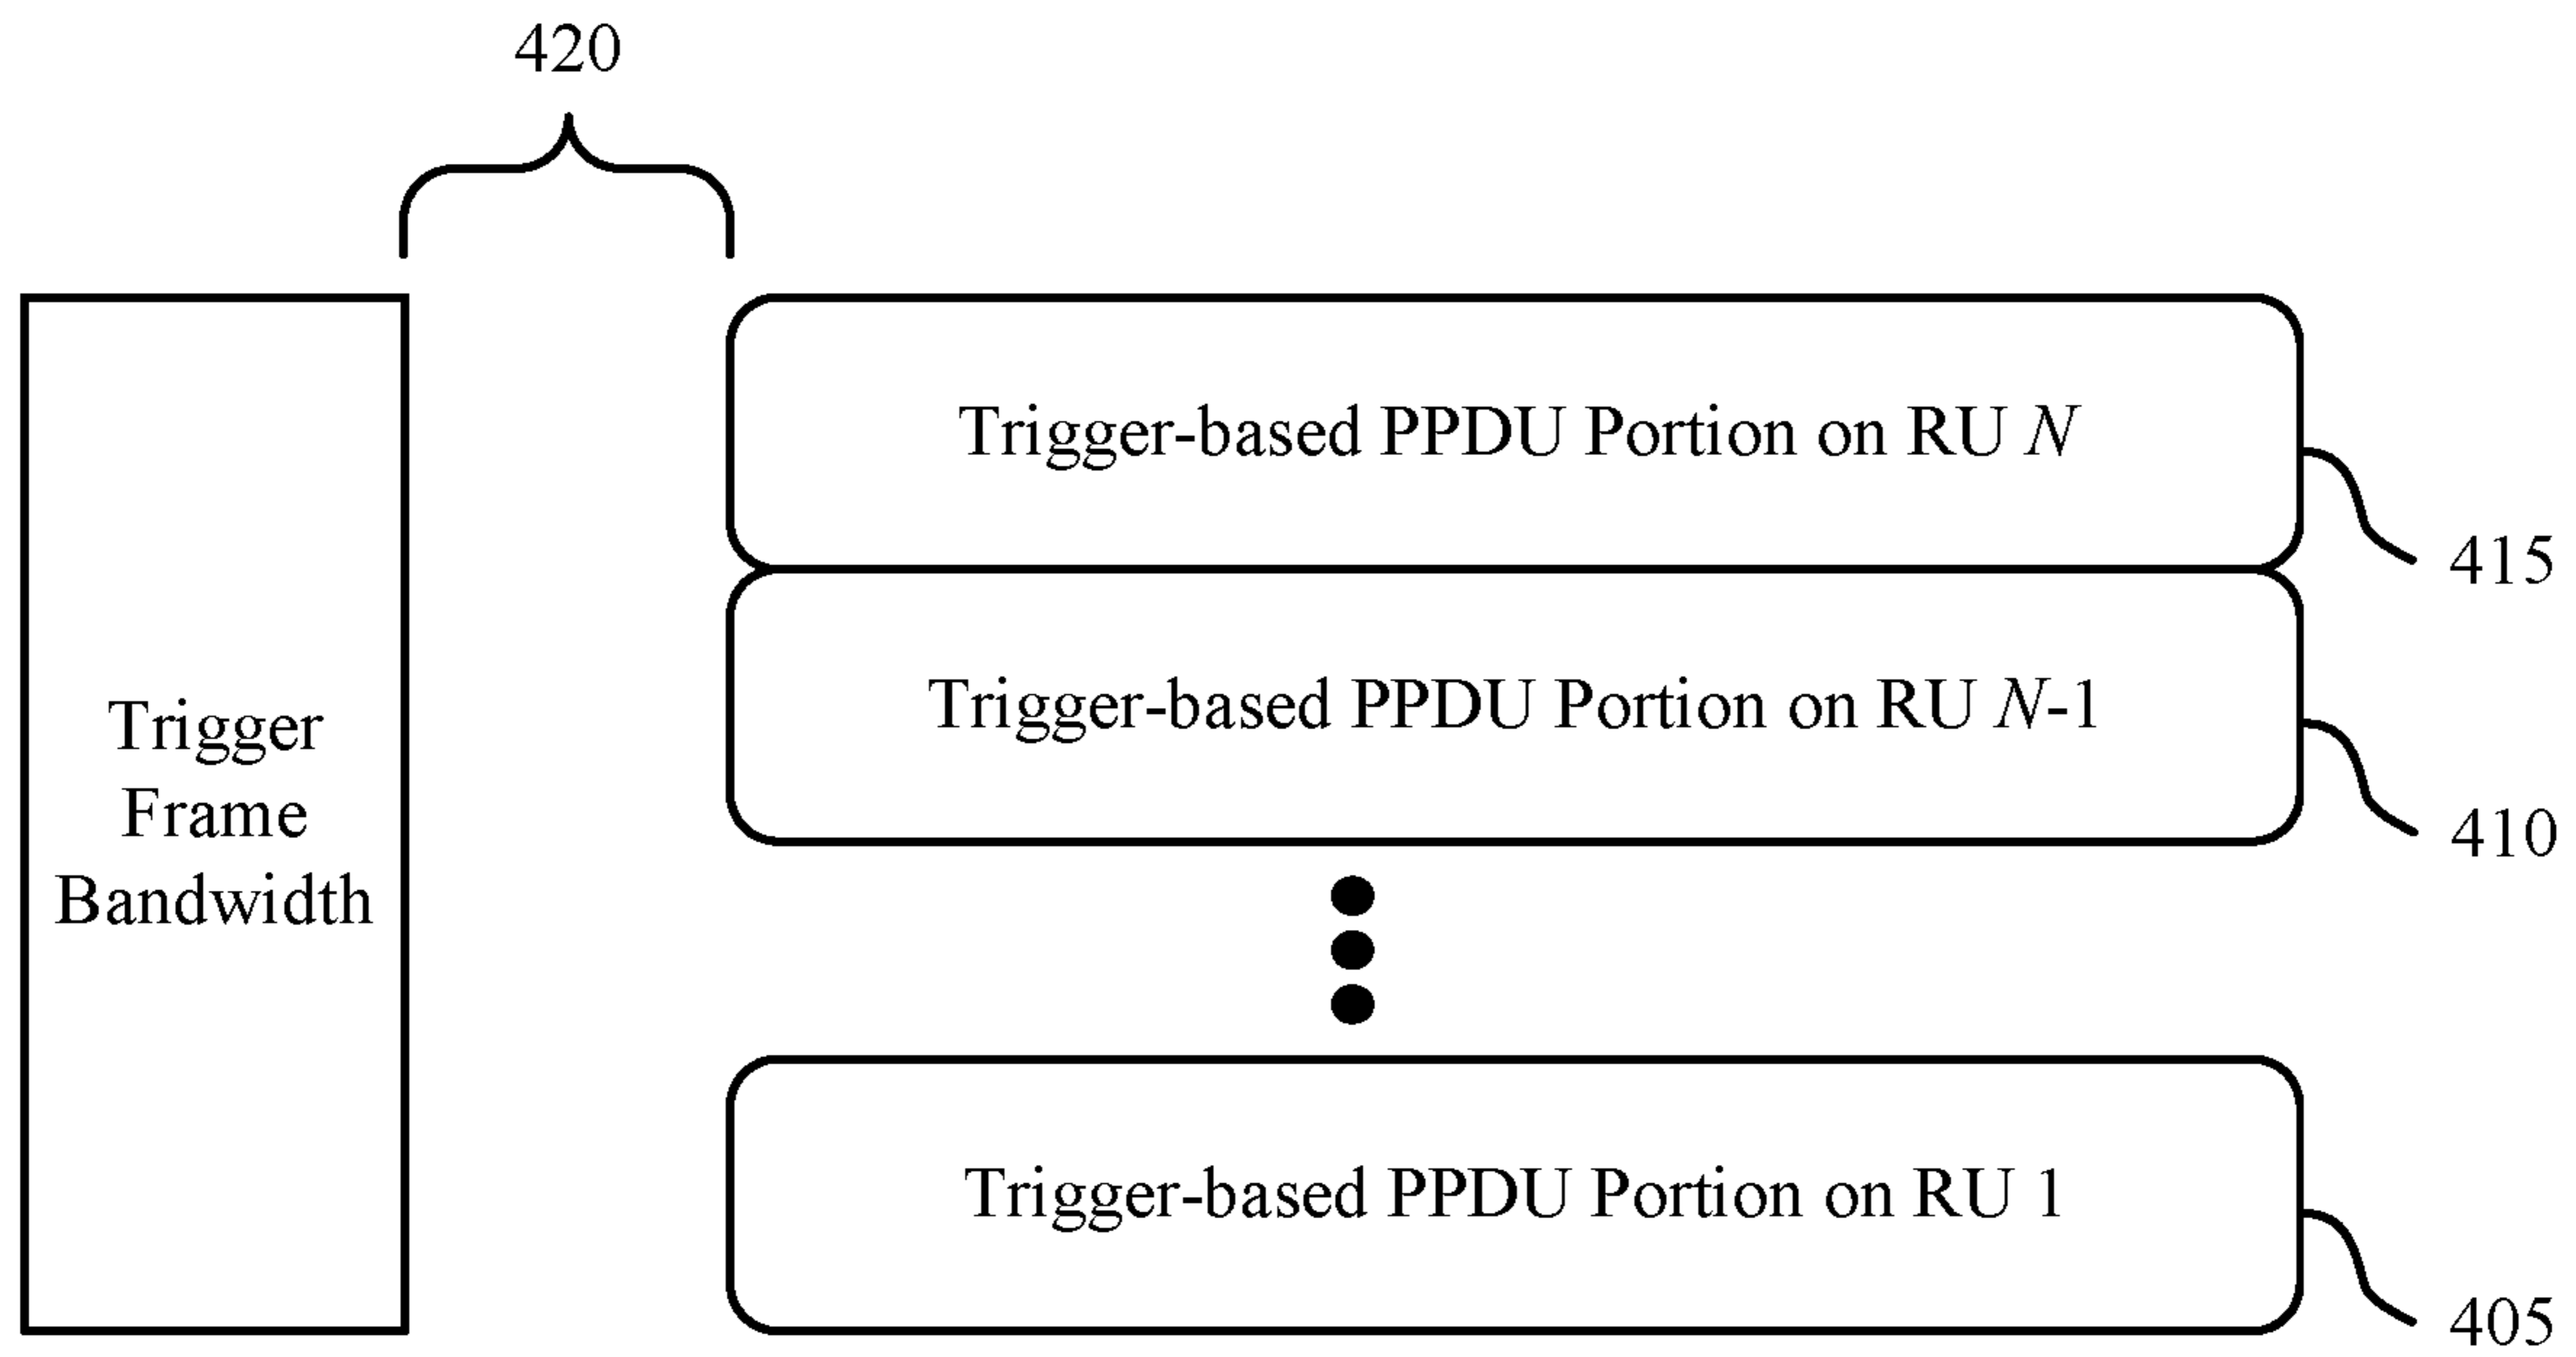 420
Trigger-based PPDU Portion on RU N
415
Trigger-based PPDU Portion on RU N-1
410
Trigger
Frame
Bandwidth
Trigger-based PPDU Portion on RU 1
405